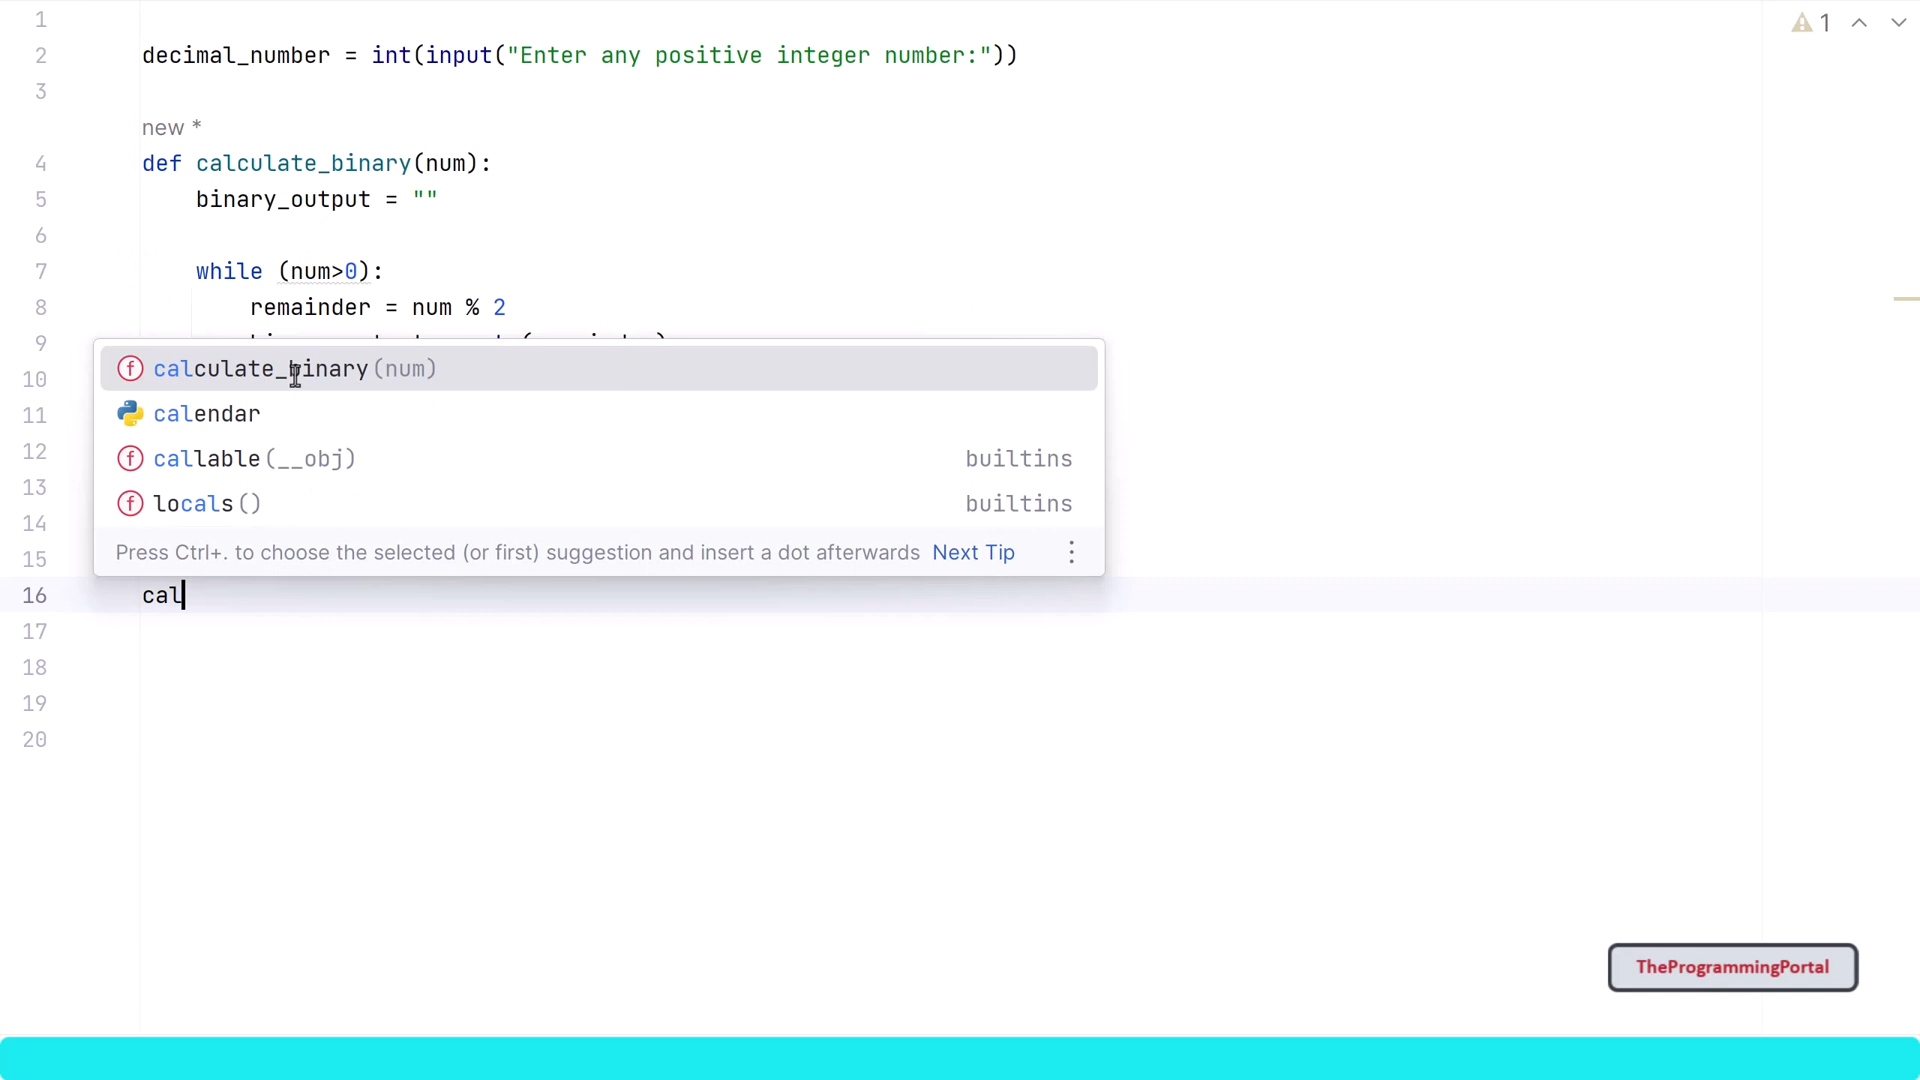 1
2 decimal_number = int(input("Enter any positive integer number:"))
3
new *
4 def calculate_binary(num):
5 binary_output = ""
6
7 while (num>0):
8 remainder = num % 2
9
10 calculate_binary(num)
11 calendar
12 callable(__obj) builtins
13 locals() builtins
14
15 Press Ctrl+. to choose the selected (or first) suggestion and insert a dot afterwards Next Tip
16 cal
17
18
19
20
1
TheProgrammingPortal